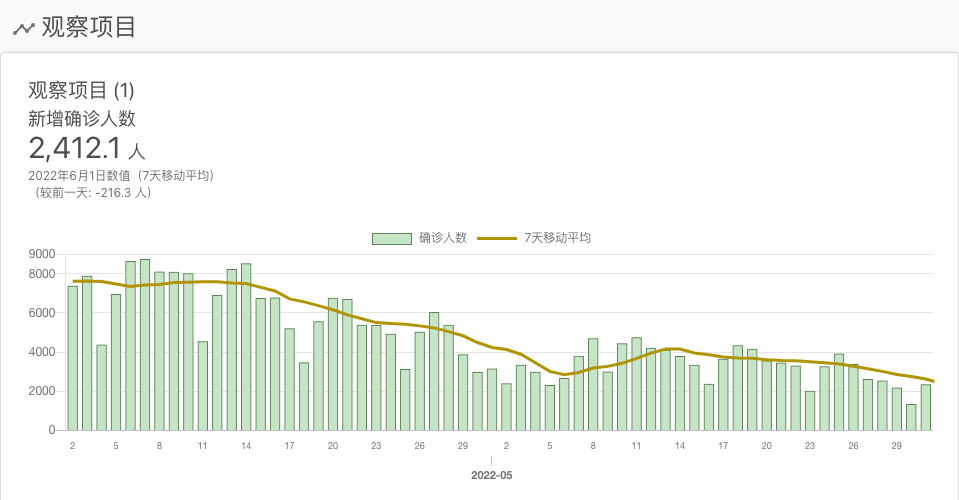 观察项目
观察项目 (1)
新增确诊人数
2,412.1 人
2022年6月1日数值（7天移动平均）
（较前一天: -216.3 人）
确诊人数 7天移动平均
9000
8000
6000
4000
2000
0
2 5 8 11 14 17 20 23 26 29 2 5 8 11 14 17 20 23 26 29
2022-05